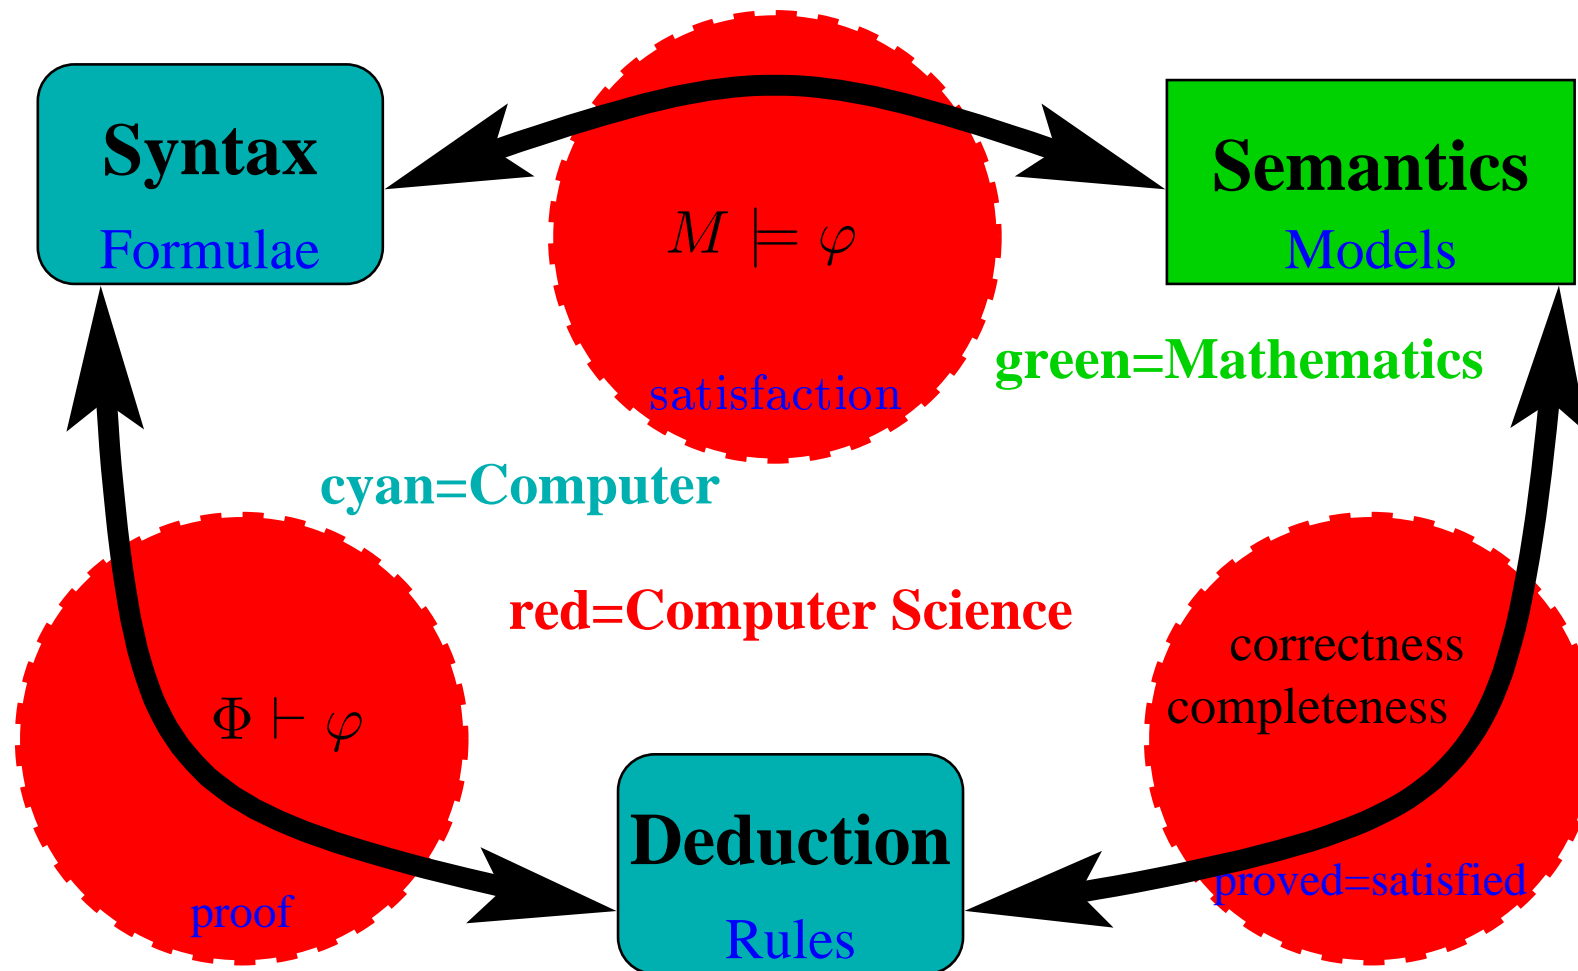 Syntax
Formulae
M ⊨ φ
satisfaction
Semantics
Models
green=Mathematics
cyan=Computer
red=Computer Science
Φ ⊢ φ
proof
Deduction
Rules
correctness
completeness
proved=satisfied